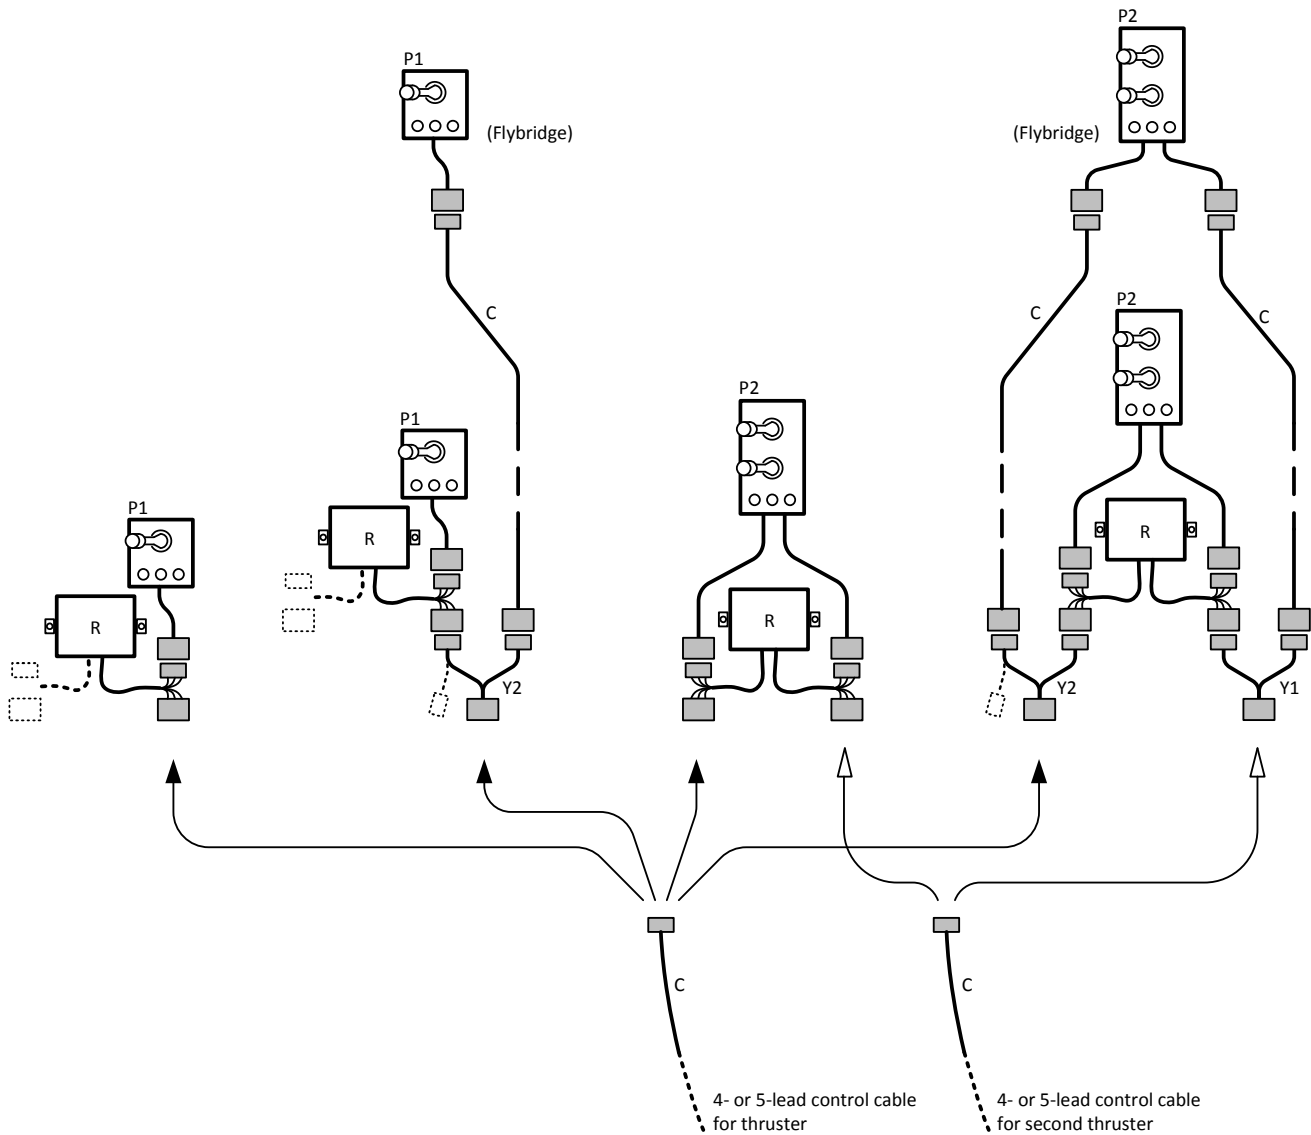 P2
P1
(Flybridge)
(Flybridge)
P2
C
C
C
P2
P1
P1
R
R
R
R
Y2
Y2
Y1
C
C
4- or 5-lead control cable
for thruster
4- or 5-lead control cable
for second thruster